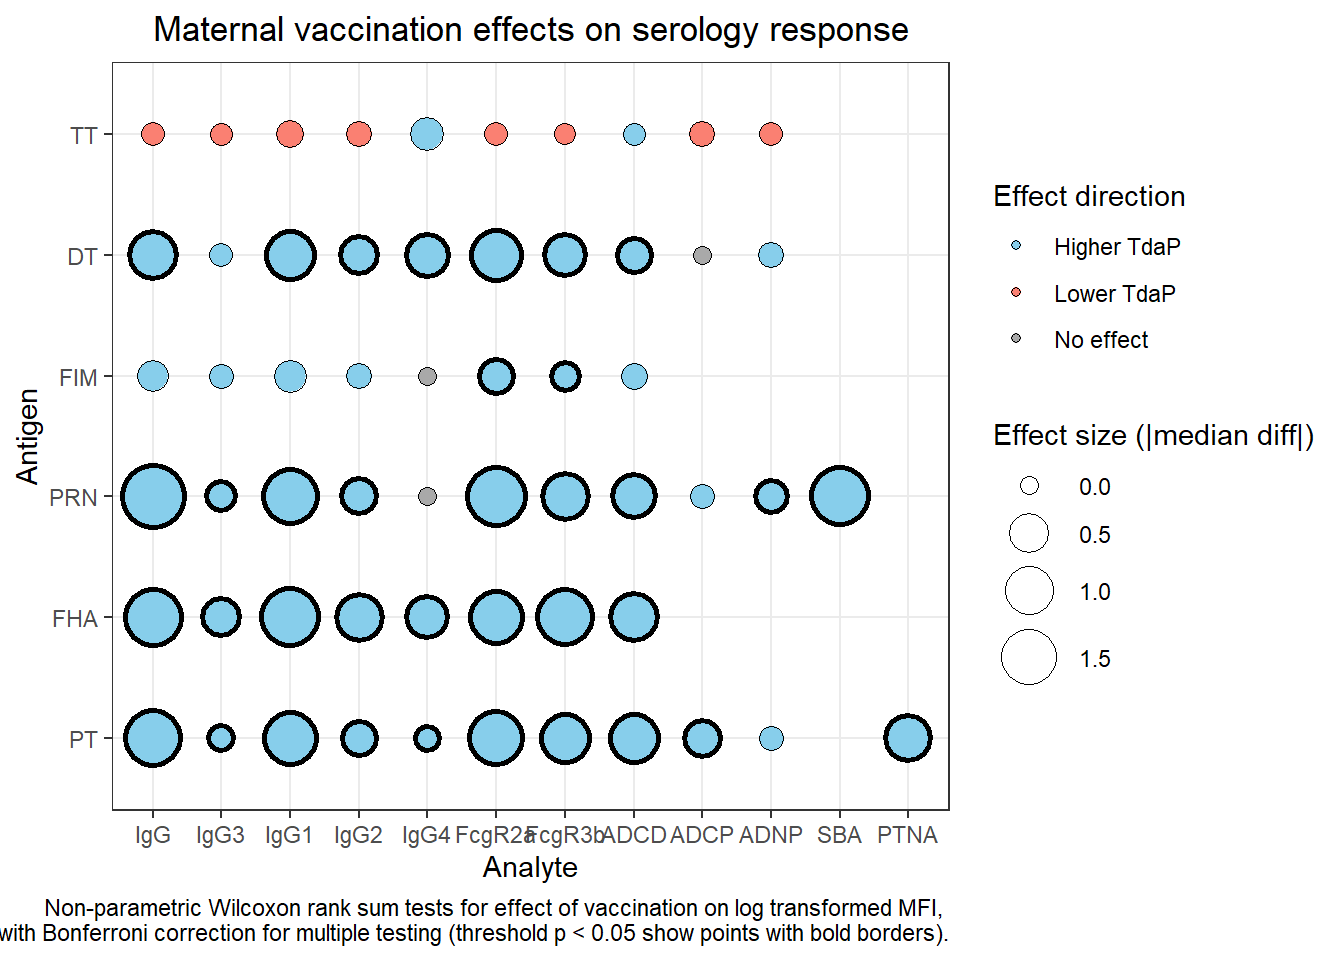 Maternal vaccination effects on serology response
Antigen
TT
DT
FIM
PRN
FHA
PT
IgG IgG3 IgG1 IgG2 IgG4 FcgR2a FcgR3b ADCD ADCP ADNP SBA PTNA
Analyte
Effect direction
Higher TdaP
Lower TdaP
No effect
Effect size (|median diff|)
0.0
0.5
1.0
1.5
Non-parametric Wilcoxon rank sum tests for effect of vaccination on log transformed MFI,
with Bonferroni correction for multiple testing (threshold p < 0.05 show points with bold borders).